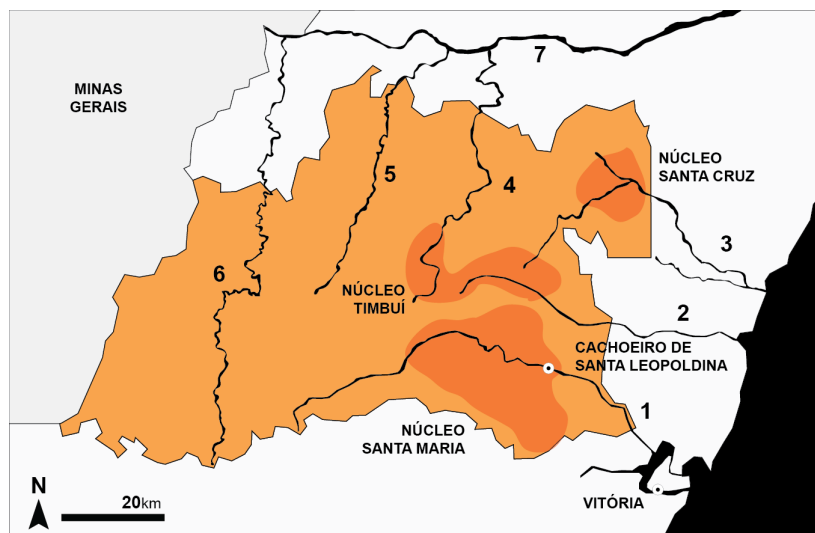 7
MINAS
GERAIS
NÚCLEO
SANTA CRUZ
5
4
3
6
NÚCLEO
TIMBUÍ
2
CACHOEIRO DE
SANTA LEOPOLDINA
1
NÚCLEO
SANTA MARIA
N
20km
VITÓRIA